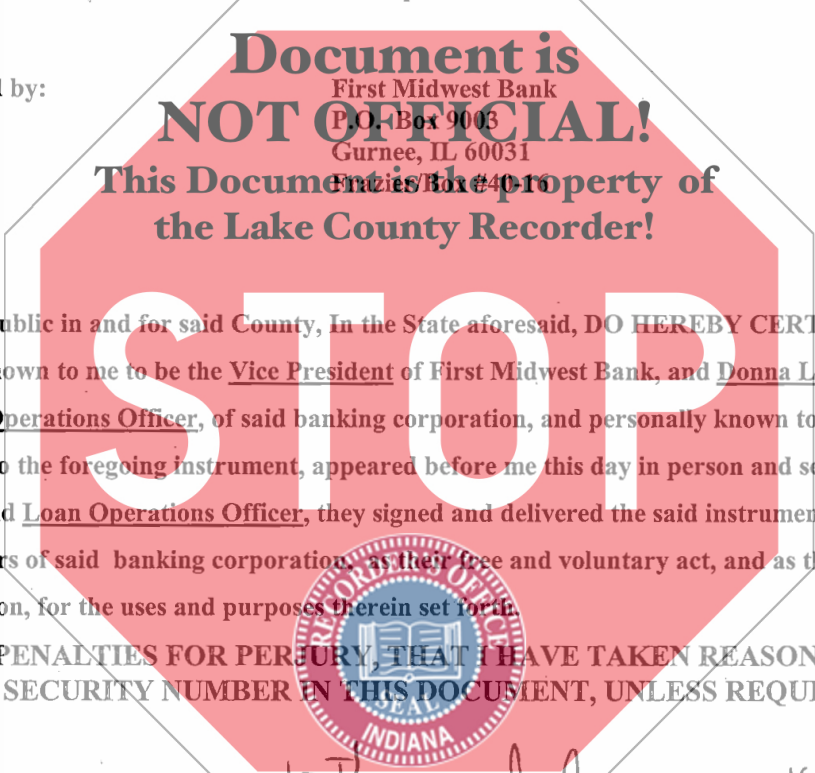 Document is
by:
First Midwest Bank
NOT OFFICIAL!
P.O. Box 9003
Gurnee, IL 60031
This Document is the property of
Frazier/Box #40-16
the Lake County Recorder!
STOP
ublic in and for said County, In the State aforesaid, DO HEREBY CERT
own to me to be the Vice President of First Midwest Bank, and Donna L
perations Officer, of said banking corporation, and personally known to
o the foregoing instrument, appeared before me this day in person and s
d Loan Operations Officer, they signed and delivered the said instrumen
rs of said banking corporation, as their free and voluntary act, and as t
on, for the uses and purposes therein set forth.
PENALTIES FOR PERJURY, THAT I HAVE TAKEN REASON
SECURITY NUMBER IN THIS DOCUMENT, UNLESS REQUI
RECORDER'S OFFICE
SEAL
INDIANA